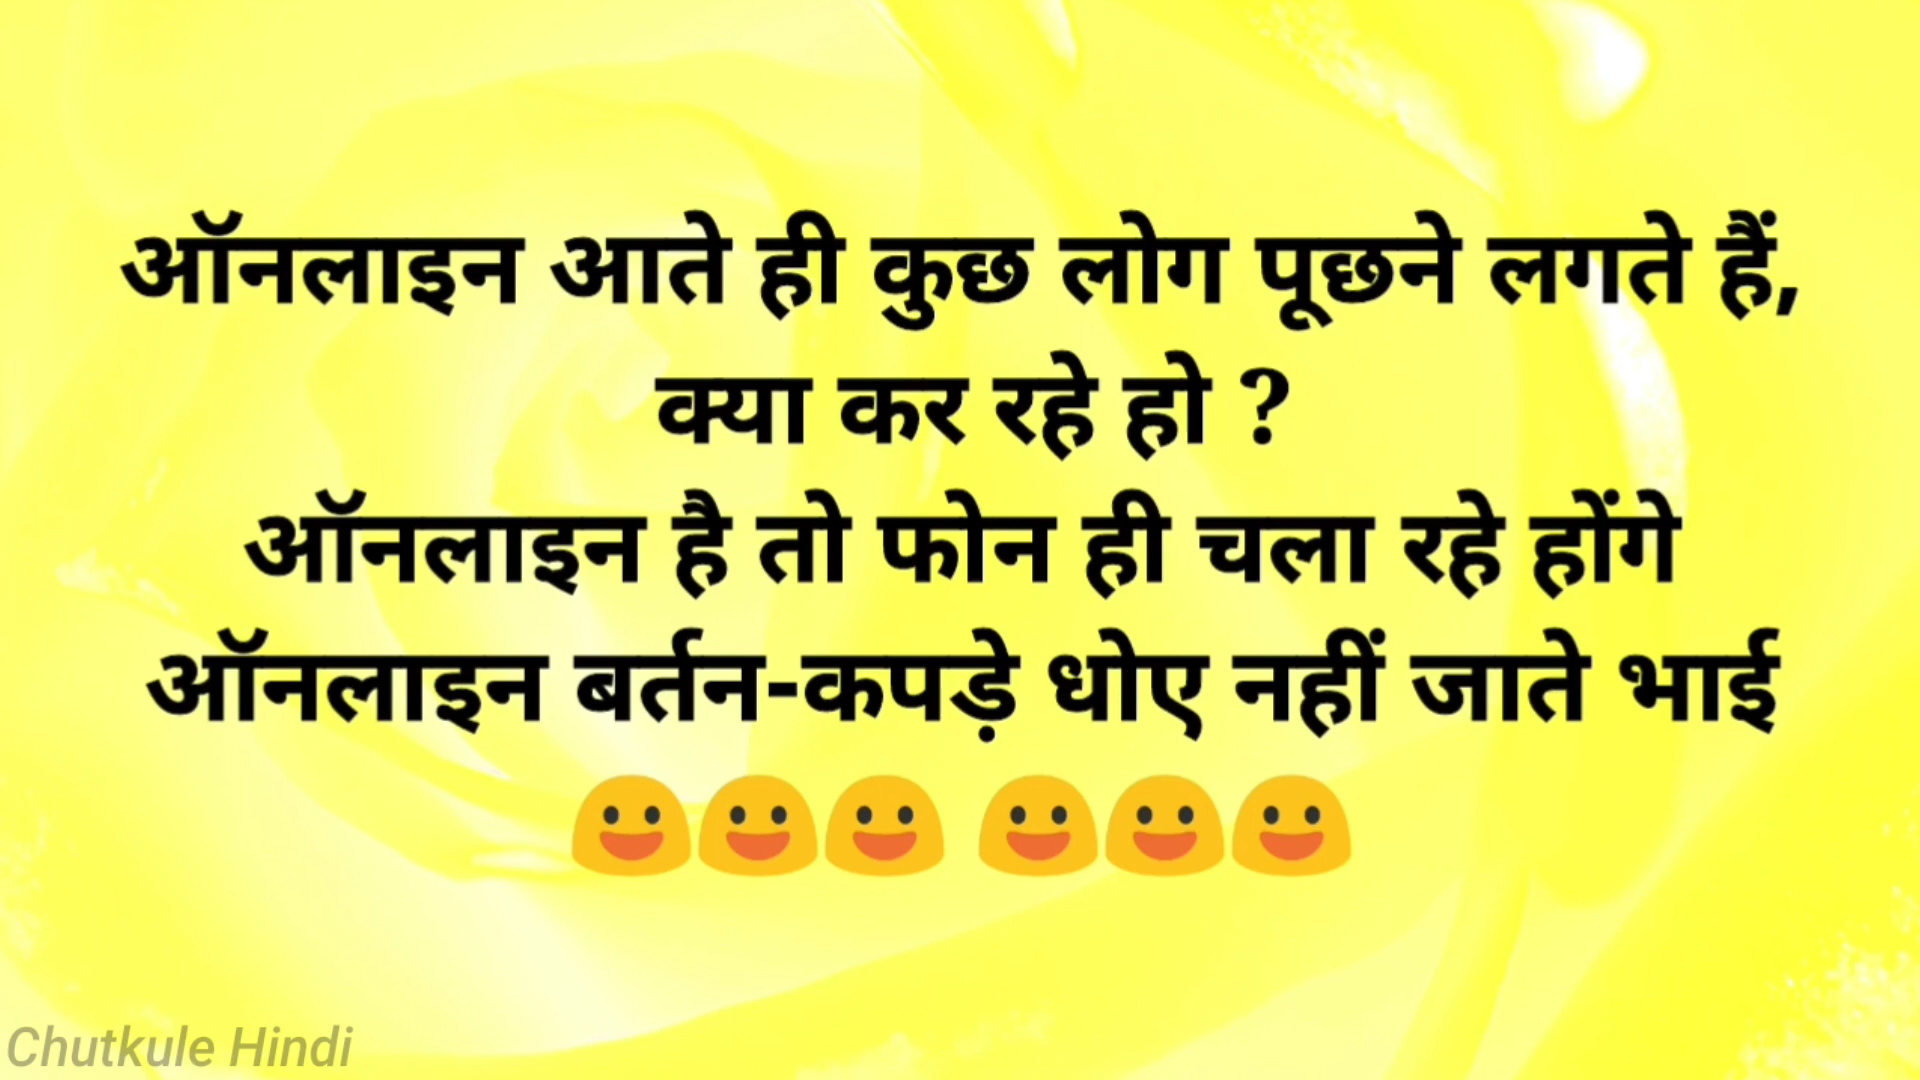 ऑनलाइन आते ही कुछ लोग पूछने लगते हैं,
क्या कर रहे हो ?
ऑनलाइन है तो फोन ही चला रहे होंगे
ऑनलाइन बर्तन-कपड़े धोए नहीं जाते भाई
Chutkule Hindi